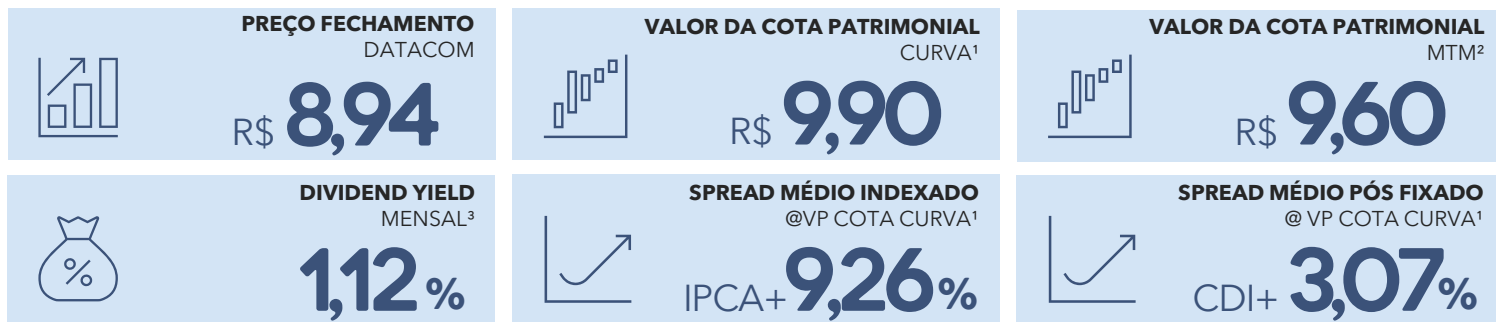 PREÇO FECHAMENTO
DATACOM
R$ 8,94
VALOR DA COTA PATRIMONIAL
CURVA¹
R$ 9,90
VALOR DA COTA PATRIMONIAL
MTM²
R$ 9,60
DIVIDEND YIELD
MENSAL³
%
1,12 %
SPREAD MÉDIO INDEXADO
@VP COTA CURVA¹
IPCA+ 9,26 %
SPREAD MÉDIO PÓS FIXADO
@ VP COTA CURVA¹
CDI+ 3,07%